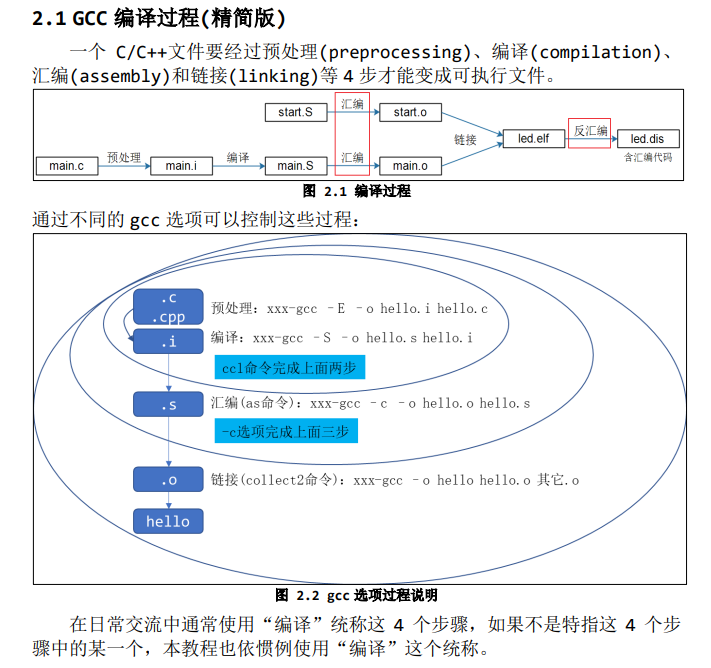 2.1 GCC 编译过程(精简版)
一个 C/C++文件要经过预处理(preprocessing)、编译(compilation)、
汇编(assembly)和链接(linking)等 4 步才能变成可执行文件。
start.S 汇编 start.o
链接 led.elf 反汇编 led.dis
含汇编代码
main.c 预处理 main.i 编译 main.S 汇编 main.o
图 2.1 编译过程
通过不同的 gcc 选项可以控制这些过程:
.c
.cpp
预处理: xxx-gcc –E –o hello.i hello.c
.i
编译: xxx-gcc –S –o hello.s hello.i
ccl命令完成上面两步
.s
汇编(as命令): xxx-gcc –c –o hello.o hello.s
-c选项完成上面三步
.o
链接(collect2命令): xxx-gcc –o hello hello.o 其它.o
hello
图 2.2 gcc 选项过程说明
在日常交流中通常使用“编译”统称这 4 个步骤，如果不是特指这 4 个步
骤中的某一个，本教程也依惯例使用“编译”这个统称。